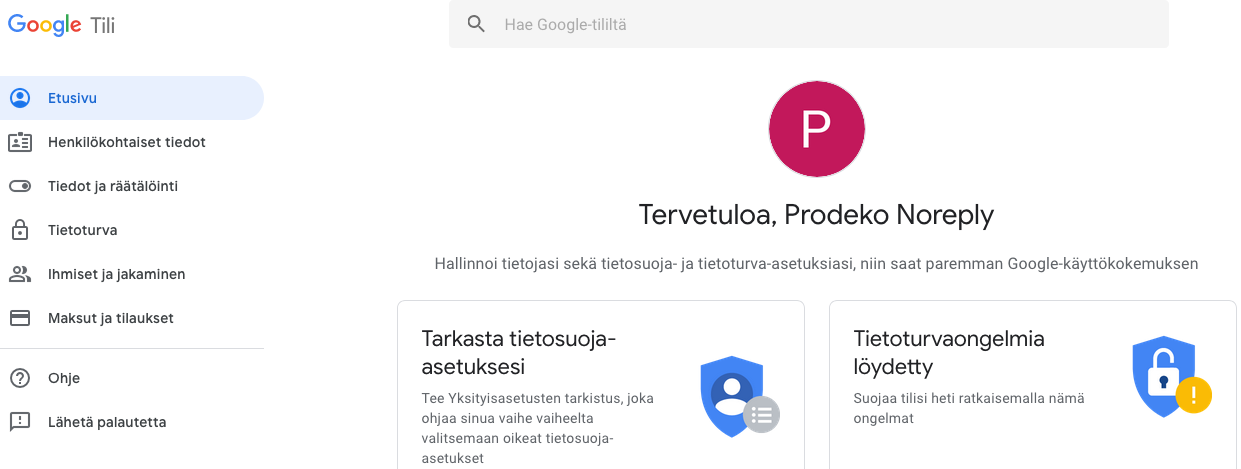 Google Tili
Hae Google-tililtä
Etusivu
Henkilökohtaiset tiedot
Tiedot ja räätälöinti
Tietoturva
Ihmiset ja jakaminen
Maksut ja tilaukset
Ohje
Lähetä palautetta
P
Tervetuloa, Prodeko Noreply
Hallinnoi tietojasi sekä tietosuoja- ja tietoturva-asetuksiasi, niin saat paremman Google-käyttökokemuksen
Tarkasta tietosuoja-
asetuksesi
Tee Yksityisasetusten tarkistus, joka
ohjaa sinua vaihe vaiheelta
valitsemaan oikeat tietosuoja-
asetukset
Tietoturvaongelmia
löydetty
Suojaa tilisi heti ratkaisemalla nämä
ongelmat